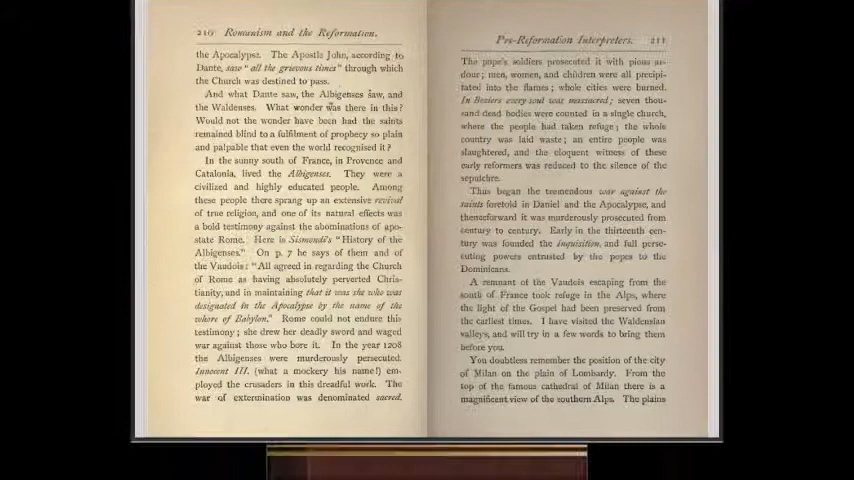 210 Romanism and the Reformation.
the Apocalypse. The Apostle John, according to
Dante, saw "all the grievous times" through which
the Church was destined to pass.
And what Dante saw, the Albigenses saw, and
the Waldenses. What wonder was there in this?
Would not the wonder have been had the saints
remained blind to a fulfilment of prophecy so plain
and palpable that even the world recognised it?
In the sunny south of France, in Provence and
Catalonia, lived the Albigenses. They were a
civilized and highly educated people. Among
these people there sprang up an extensive revival
of true religion, and one of its natural effects was
a bold testimony against the abominations of apo-
state Rome. Here is Sismondi's "History of the
Albigenses." On p. 7 he says of them and of
the Vaudois: "All agreed in regarding the Church
of Rome as having absolutely perverted Chris-
tianity, and in maintaining that it was she who was
designated in the Apocalypse by the name of the
whore of Babylon." Rome could not endure this
testimony; she drew her deadly sword and waged
war against those who bore it. In the year 1208
the Albigenses were murderously persecuted.
Innocent III. (what a mockery his name!) em-
ployed the crusaders in this dreadful work. The
war of extermination was denominated sacred.
Pre-Reformation Interpreters. 211
The pope's soldiers prosecuted it with pious ar-
dour; men, women, and children were all precipi-
tated into the flames; whole cities were burned.
In Beziers every soul was massacred; seven thou-
sand dead bodies were counted in a single church,
where the people had taken refuge; the whole
country was laid waste; an entire people was
slaughtered, and the eloquent witness of these
early reformers was reduced to the silence of the
sepulchre.
Thus began the tremendous war against the
saints foretold in Daniel and the Apocalypse, and
thenceforward it was murderously prosecuted from
century to century. Early in the thirteenth cen-
tury was founded the inquisition, and full perse-
cuting powers entrusted by the popes to the
Dominicans.
A remnant of the Vaudois escaping from the
south of France took refuge in the Alps, where
the light of the Gospel had been preserved from
the earliest times. I have visited the Waldensian
valleys, and will try in a few words to bring them
before you.
You doubtless remember the position of the city
of Milan on the plain of Lombardy. From the
top of the famous cathedral of Milan there is a
magnificent view of the southern Alps. The plains